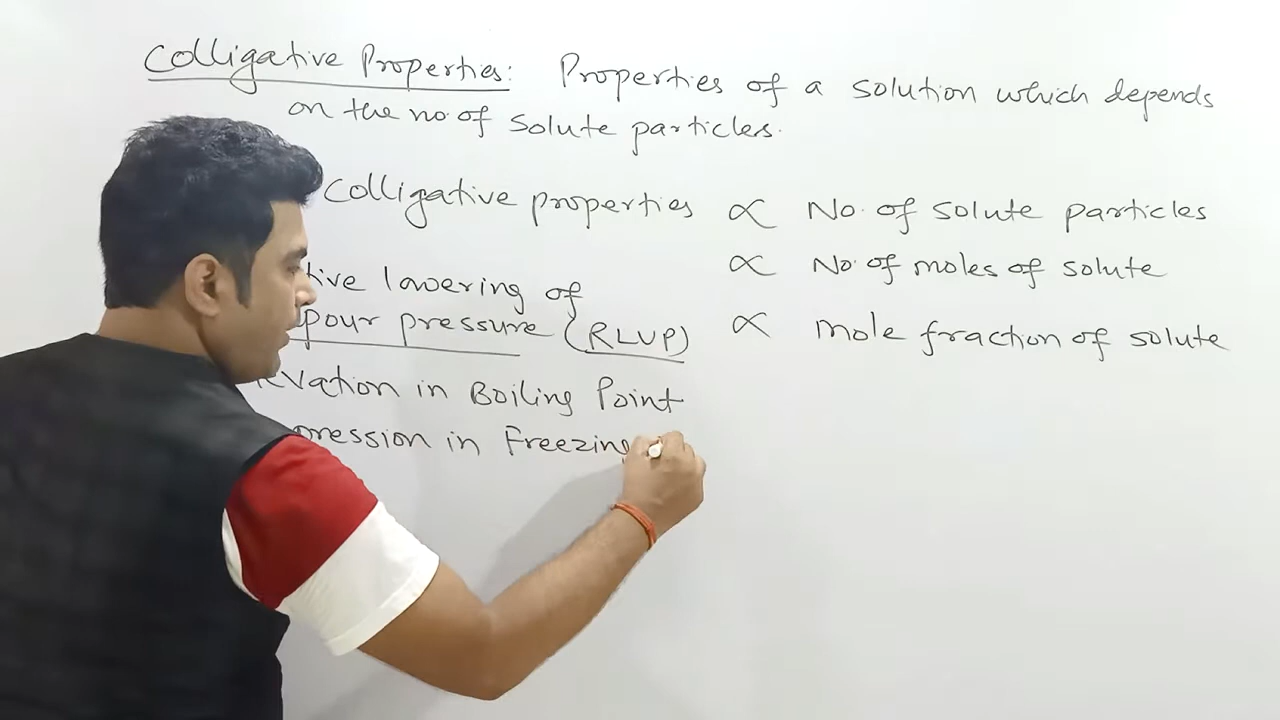 Colligative Properties: Properties of a solution which depends
on the no. of solute particles.
Colligative properties ∝ No. of solute particles
∝ No. of moles of solute
tive lowering of
pour pressure (RLVP) ∝ mole fraction of solute
vation in Boiling Point
pression in Freezing